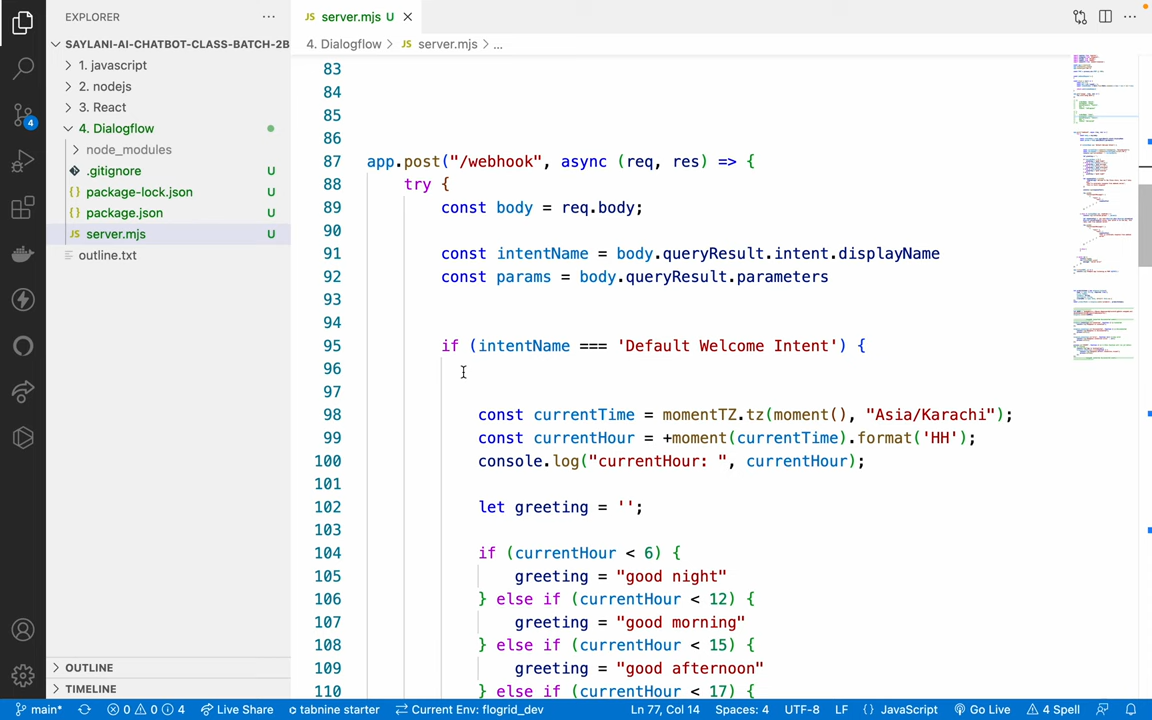 EXPLORER
server.mjs U
SAYLANI-AI-CHATBOT-CLASS-BATCH-2B
1. javascript
2. nodejs
3. React
4. Dialogflow
node_modules
.gitignore U
package-lock.json U
package.json U
server.mjs U
outline.txt
OUTLINE
TIMELINE
4. Dialogflow > JS server.mjs > ...
83
84
85
86
87 app.post("/webhook", async (req, res) => {
88 try {
89 const body = req.body;
90
91 const intentName = body.queryResult.intent.displayName
92 const params = body.queryResult.parameters
93
94
95 if (intentName === 'Default Welcome Intent') {
96
97
98 const currentTime = momentTZ.tz(moment(), "Asia/Karachi");
99 const currentHour = +moment(currentTime).format('HH');
100 console.log("currentHour: ", currentHour);
101
102 let greeting = '';
103
104 if (currentHour < 6) {
105 greeting = "good night"
106 } else if (currentHour < 12) {
107 greeting = "good morning"
108 } else if (currentHour < 15) {
109 greeting = "good afternoon"
110 } else if (currentHour < 17) {
4
main* 0 0 4 Live Share tabnine starter Current Env: flogrid_dev Ln 77, Col 14 Spaces: 4 UTF-8 LF {} JavaScript Go Live 4 Spell